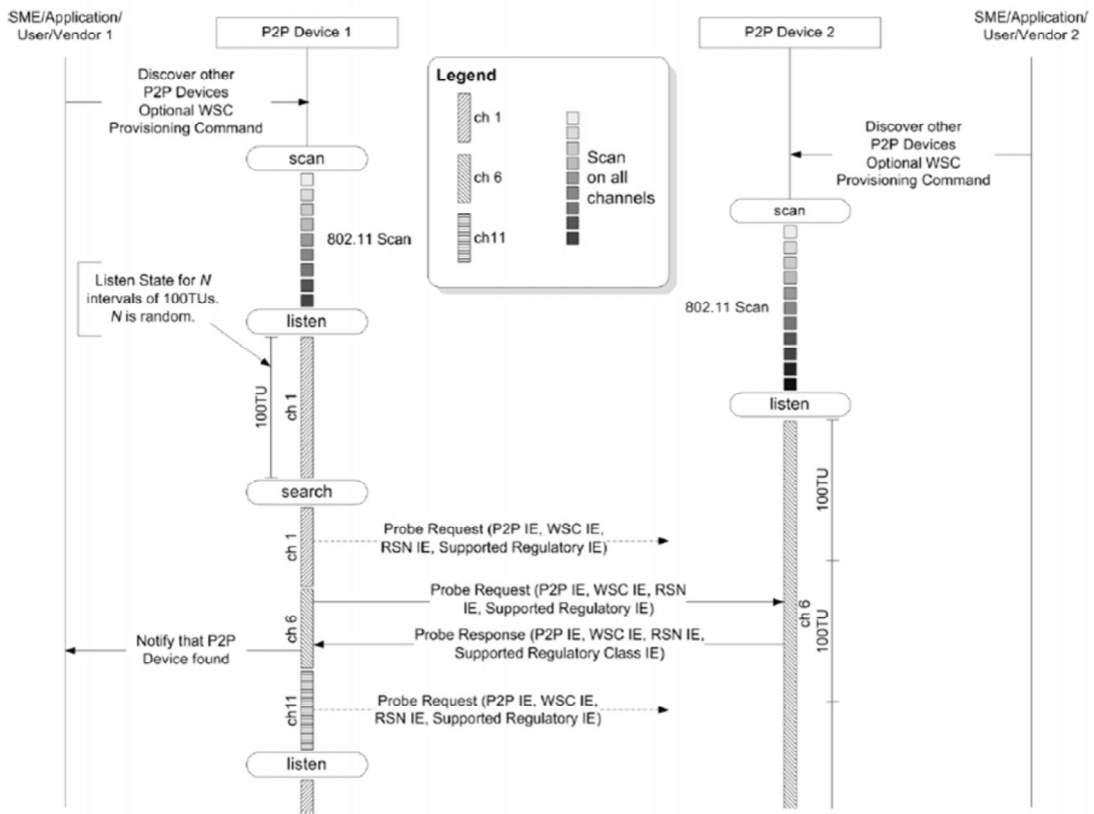 SME/Application/
User/Vendor 1
P2P Device 1
P2P Device 2
SME/Application/
User/Vendor 2
Discover other
P2P Devices
Optional WSC
Provisioning Command
Legend
ch 1
ch 6
ch11
Scan
on all
channels
Discover other
P2P Devices
Optional WSC
Provisioning Command
scan
802.11 Scan
scan
802.11 Scan
Listen State for N
intervals of 100TUs.
N is random.
listen
100TU
ch 1
listen
100TU
search
ch 1
Probe Request (P2P IE, WSC IE,
RSN IE, Supported Regulatory IE)
ch 6
Probe Request (P2P IE, WSC IE, RSN
IE, Supported Regulatory IE)
ch 6
100TU
Probe Response (P2P IE, WSC IE, RSN IE,
Supported Regulatory Class IE)
Notify that P2P
Device found
ch11
Probe Request (P2P IE, WSC IE,
RSN IE, Supported Regulatory IE)
listen